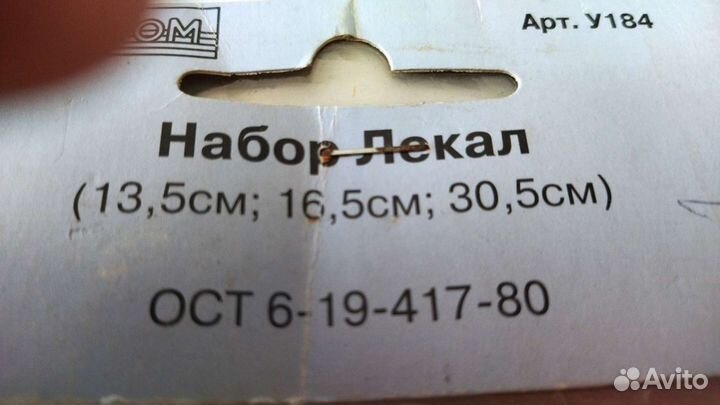 Арт. У184
Набор Лекал
(13,5см; 16,5см; 30,5см)
ОСТ 6-19-417-80
Avito